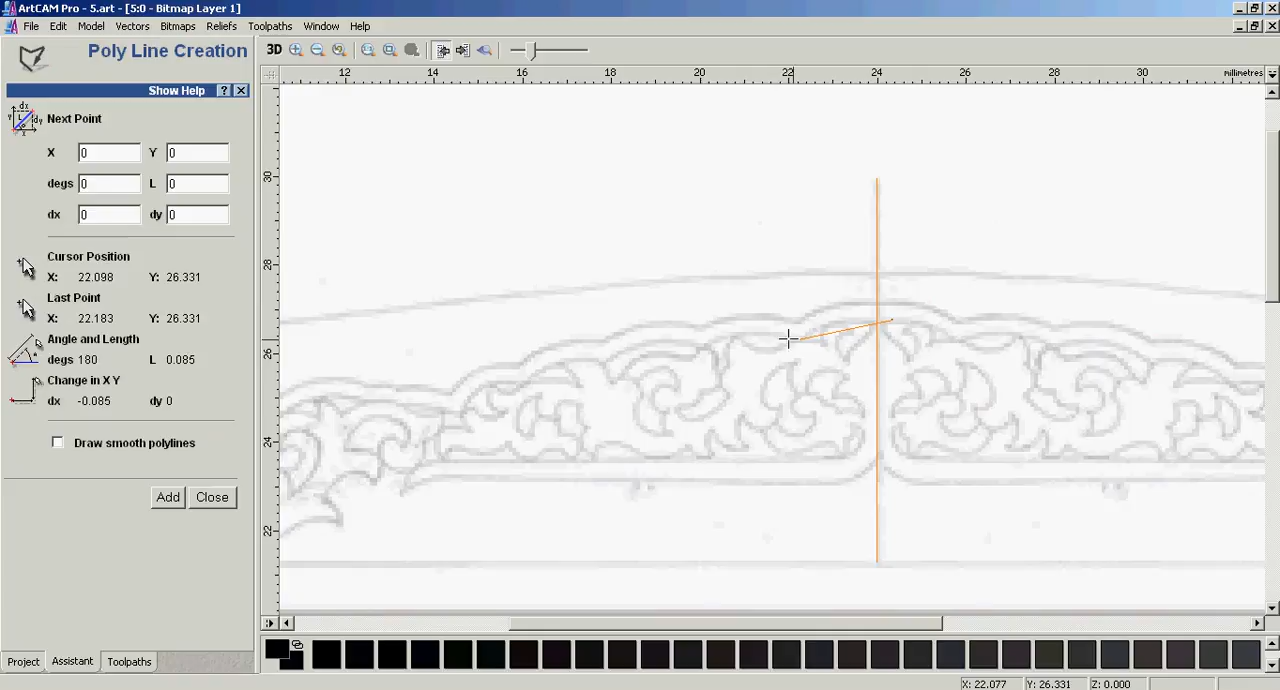 ArtCAM Pro - 5.art - [5:0 - Bitmap Layer 1]
File Edit Model Vectors Bitmaps Reliefs Toolpaths Window Help
Poly Line Creation
3D
Show Help ? X
12 14 16 18 20 22 24 26 28 30 Millimetres
30
28
26
24
22
Next Point
X 0 Y 0
degs 0 L 0
dx 0 dy 0
Cursor Position
X: 22.098 Y: 26.331
Last Point
X: 22.183 Y: 26.331
Angle and Length
degs 180 L 0.085
Change in X Y
dx -0.085 dy 0
Draw smooth polylines
Add Close
Project Assistant Toolpaths
X: 22.077 Y: 26.331 Z: 0.000